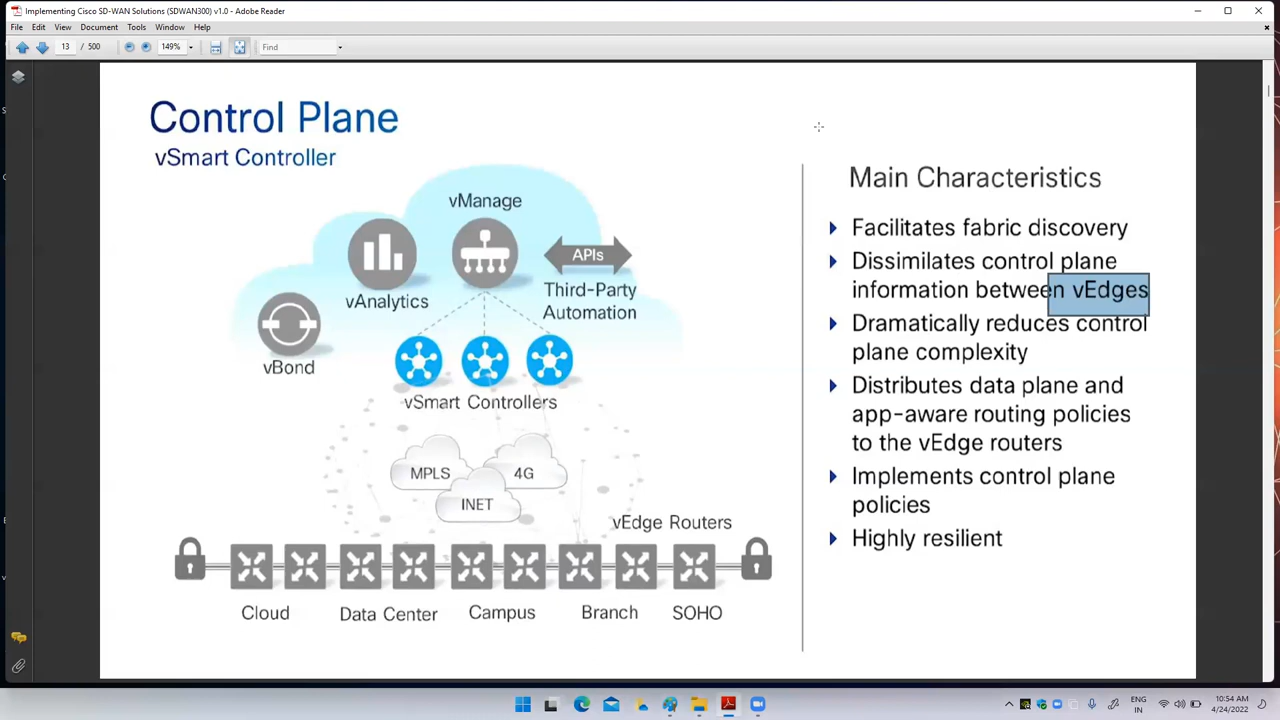 Implementing Cisco SD-WAN Solutions (SDWAN300) v1.0 - Adobe Reader
File Edit View Document Tools Window Help
13 / 500 149% Find
Control Plane
vSmart Controller
vManage
APIs
vAnalytics
Third-Party
Automation
vBond
vSmart Controllers
MPLS
4G
INET
vEdge Routers
Cloud
Data Center
Campus
Branch
SOHO
Main Characteristics
Facilitates fabric discovery
Dissimilates control plane
information between vEdges
Dramatically reduces control
plane complexity
Distributes data plane and
app-aware routing policies
to the vEdge routers
Implements control plane
policies
Highly resilient
ENG
IN
10:54 AM
4/24/2022